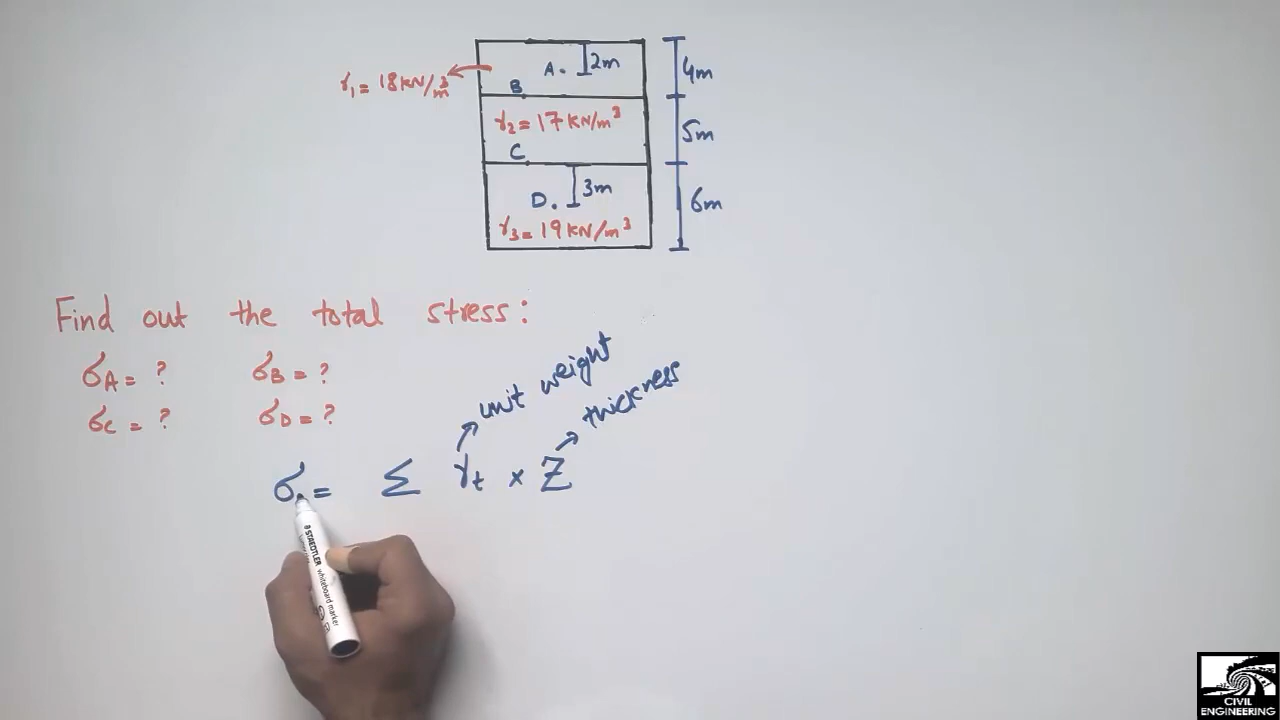 A. 2m
4m
γ₁ = 18 kN/m³
B
γ₂ = 17 KN/m³
5m
C
3m
D.
6m
γ₃ = 19 KN/m³
Find out the total stress:
σA = ? σB = ?
σC = ? σD = ?
unit weight
thickness
σ = Σ γt × Z
STAEDTLER whiteboard marker
CIVIL
ENGINEERING